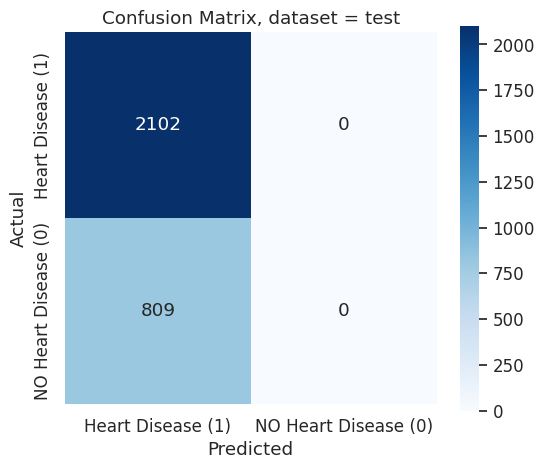 Confusion Matrix, dataset = test
Actual
Heart Disease (1)
NO Heart Disease (0)
2102
0
809
0
Heart Disease (1)
NO Heart Disease (0)
Predicted
2000
1750
1500
1250
1000
750
500
250
0